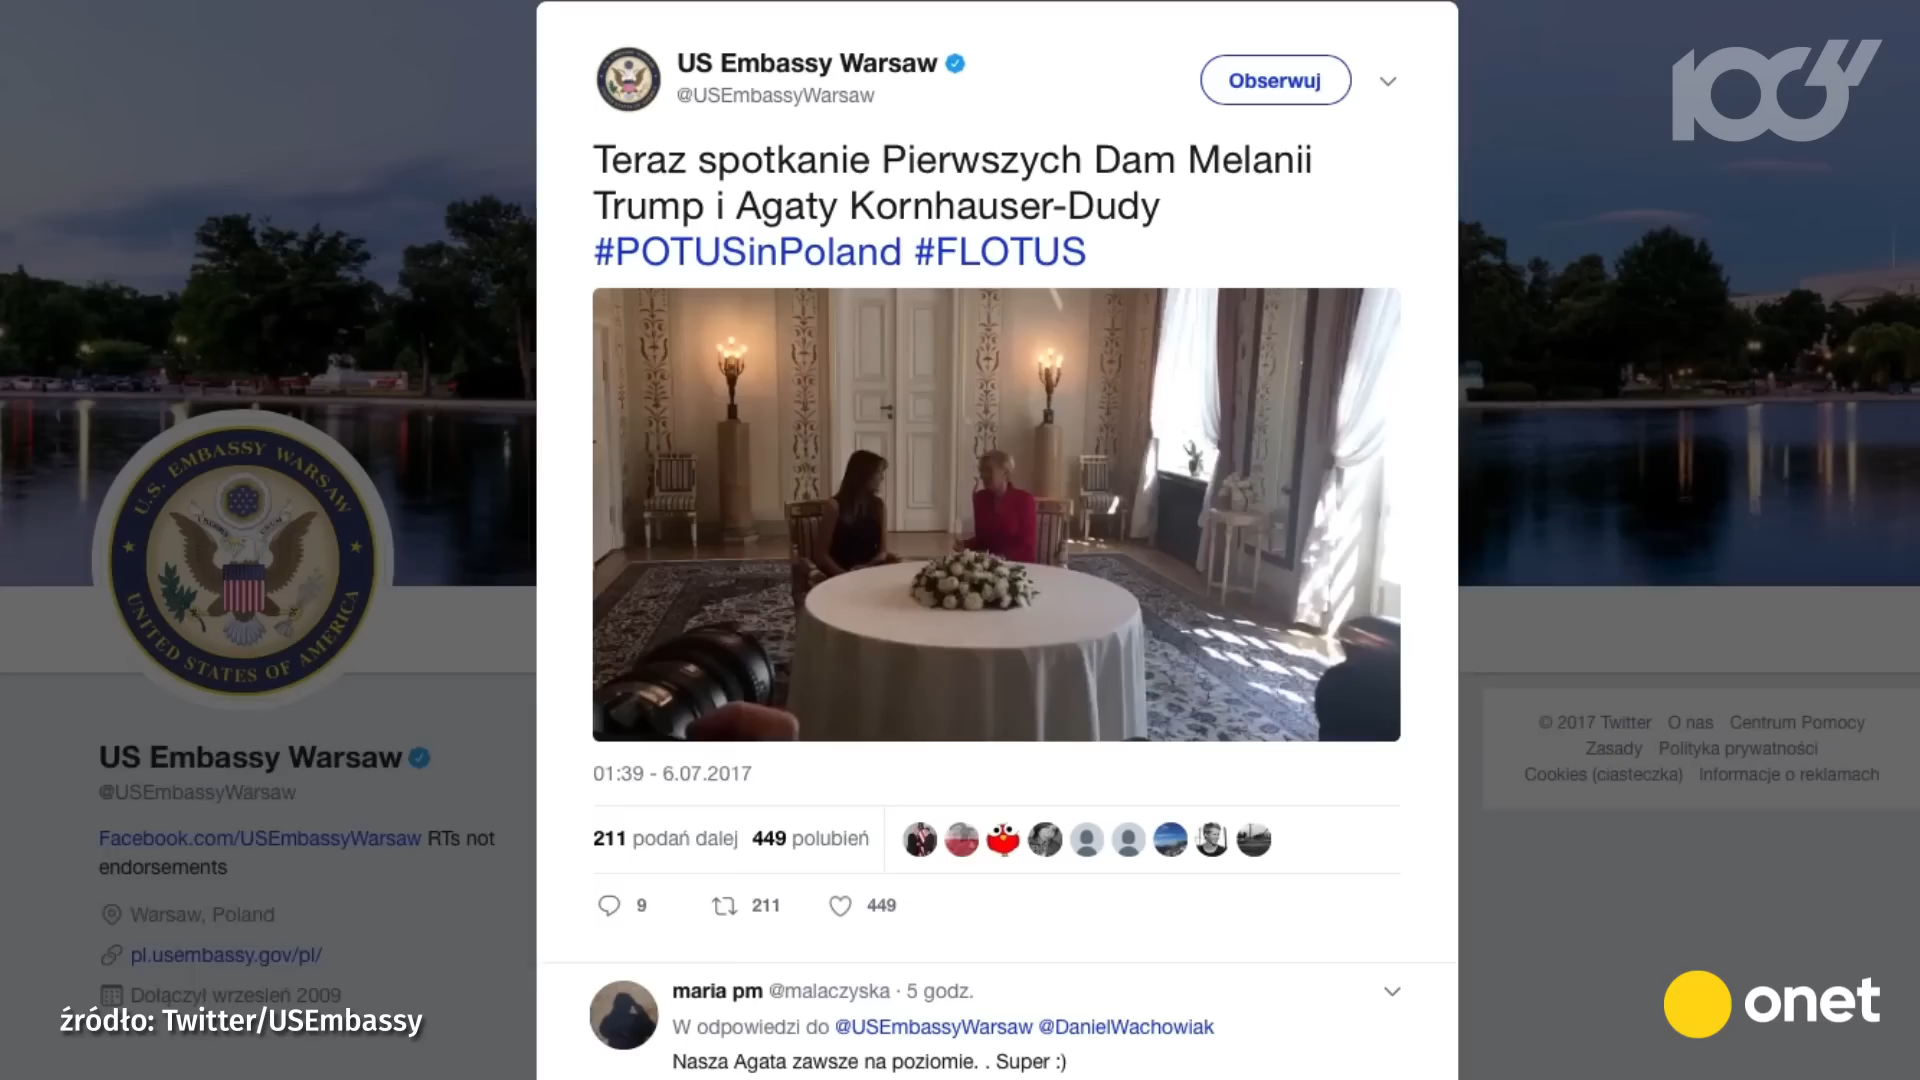 US Embassy Warsaw
@USEmbassyWarsaw
Obserwuj
Teraz spotkanie Pierwszych Dam Melanii
Trump i Agaty Kornhauser-Dudy
#POTUSinPoland #FLOTUS
01:39 - 6.07.2017
211 podań dalej 449 polubień
9 211 449
maria pm @malaczyska · 5 godz.
W odpowiedzi do @USEmbassyWarsaw @DanielWachowiak
Nasza Agata zawsze na poziomie. . Super :)
U.S. EMBASSY WARSAW
UNITED STATES OF AMERICA
US Embassy Warsaw
@USEmbassyWarsaw
Facebook.com/USEmbassyWarsaw RTs not
endorsements
Warsaw, Poland
pl.usembassy.gov/pl/
Dołączył wrzesień 2009
źródło: Twitter/USEmbassy
100''
© 2017 Twitter O nas Centrum Pomocy
Zasady Polityka prywatności
Cookies (ciasteczka) Informacje o reklamach
onet